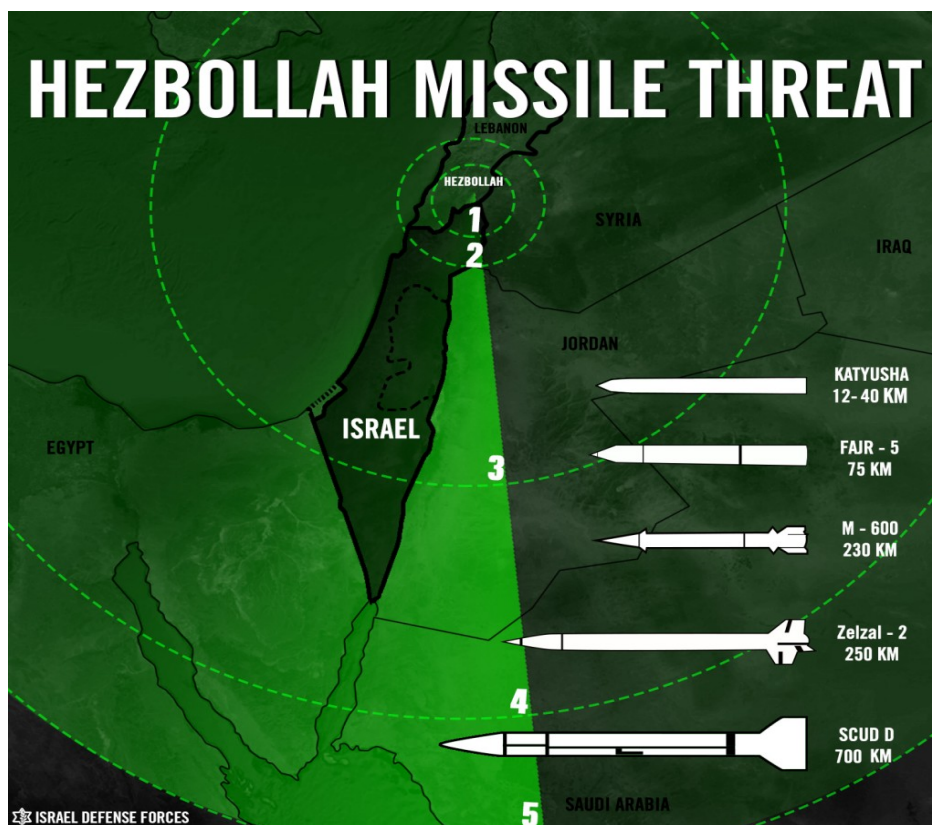 HEZBOLLAH MISSILE THREAT
LEBANON
HEZBOLLAH
1
SYRIA
2
IRAQ
JORDAN
KATYUSHA
12-40 KM
ISRAEL
EGYPT
FAJR - 5
75 KM
3
M - 600
230 KM
Zelzal - 2
250 KM
4
SCUD D
700 KM
5
SAUDI ARABIA
ISRAEL DEFENSE FORCES